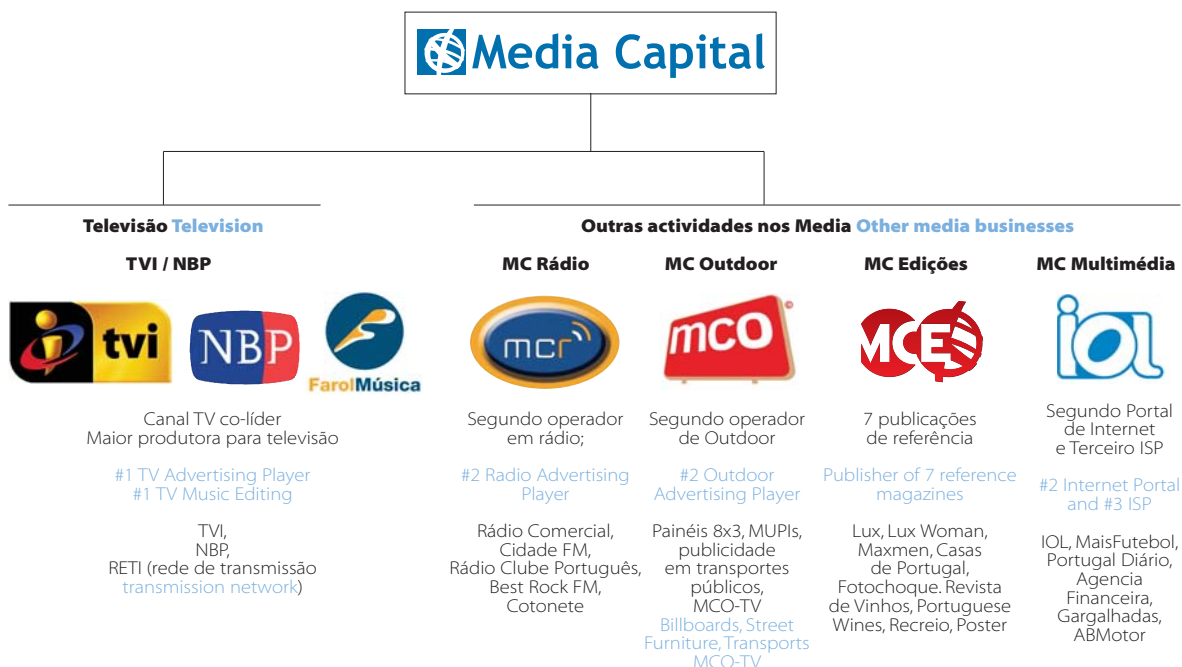 Media Capital
Televisão Television
Outras actividades nos Media Other media businesses
TVI / NBP
tvi
NBP
FarolMúsica
Canal TV co-líder
Maior produtora para televisão
#1 TV Advertising Player
#1 TV Music Editing
TVI,
NBP,
RETI (rede de transmissão
transmission network)
MC Rádio
mcr
Segundo operador
em rádio;
#2 Radio Advertising
Player
Rádio Comercial,
Cidade FM,
Rádio Clube Português,
Best Rock FM,
Cotonete
MC Outdoor
mco
©
Segundo operador
de Outdoor
#2 Outdoor
Advertising Player
Painéis 8x3, MUPIs,
publicidade
em transportes
públicos,
MCO-TV
Billboards, Street
Furniture, Transports
MCO-TV
MC Edições
MCE
7 publicações
de referência
Publisher of 7 reference
magazines
Lux, Lux Woman,
Maxmen, Casas
de Portugal,
Fotochoque. Revista
de Vinhos, Portuguese
Wines, Recreio, Poster
MC Multimédia
iol
Segundo Portal
de Internet
e Terceiro ISP
#2 Internet Portal
and #3 ISP
IOL, MaisFutebol,
Portugal Diário,
Agencia
Financeira,
Gargalhadas,
ABMotor